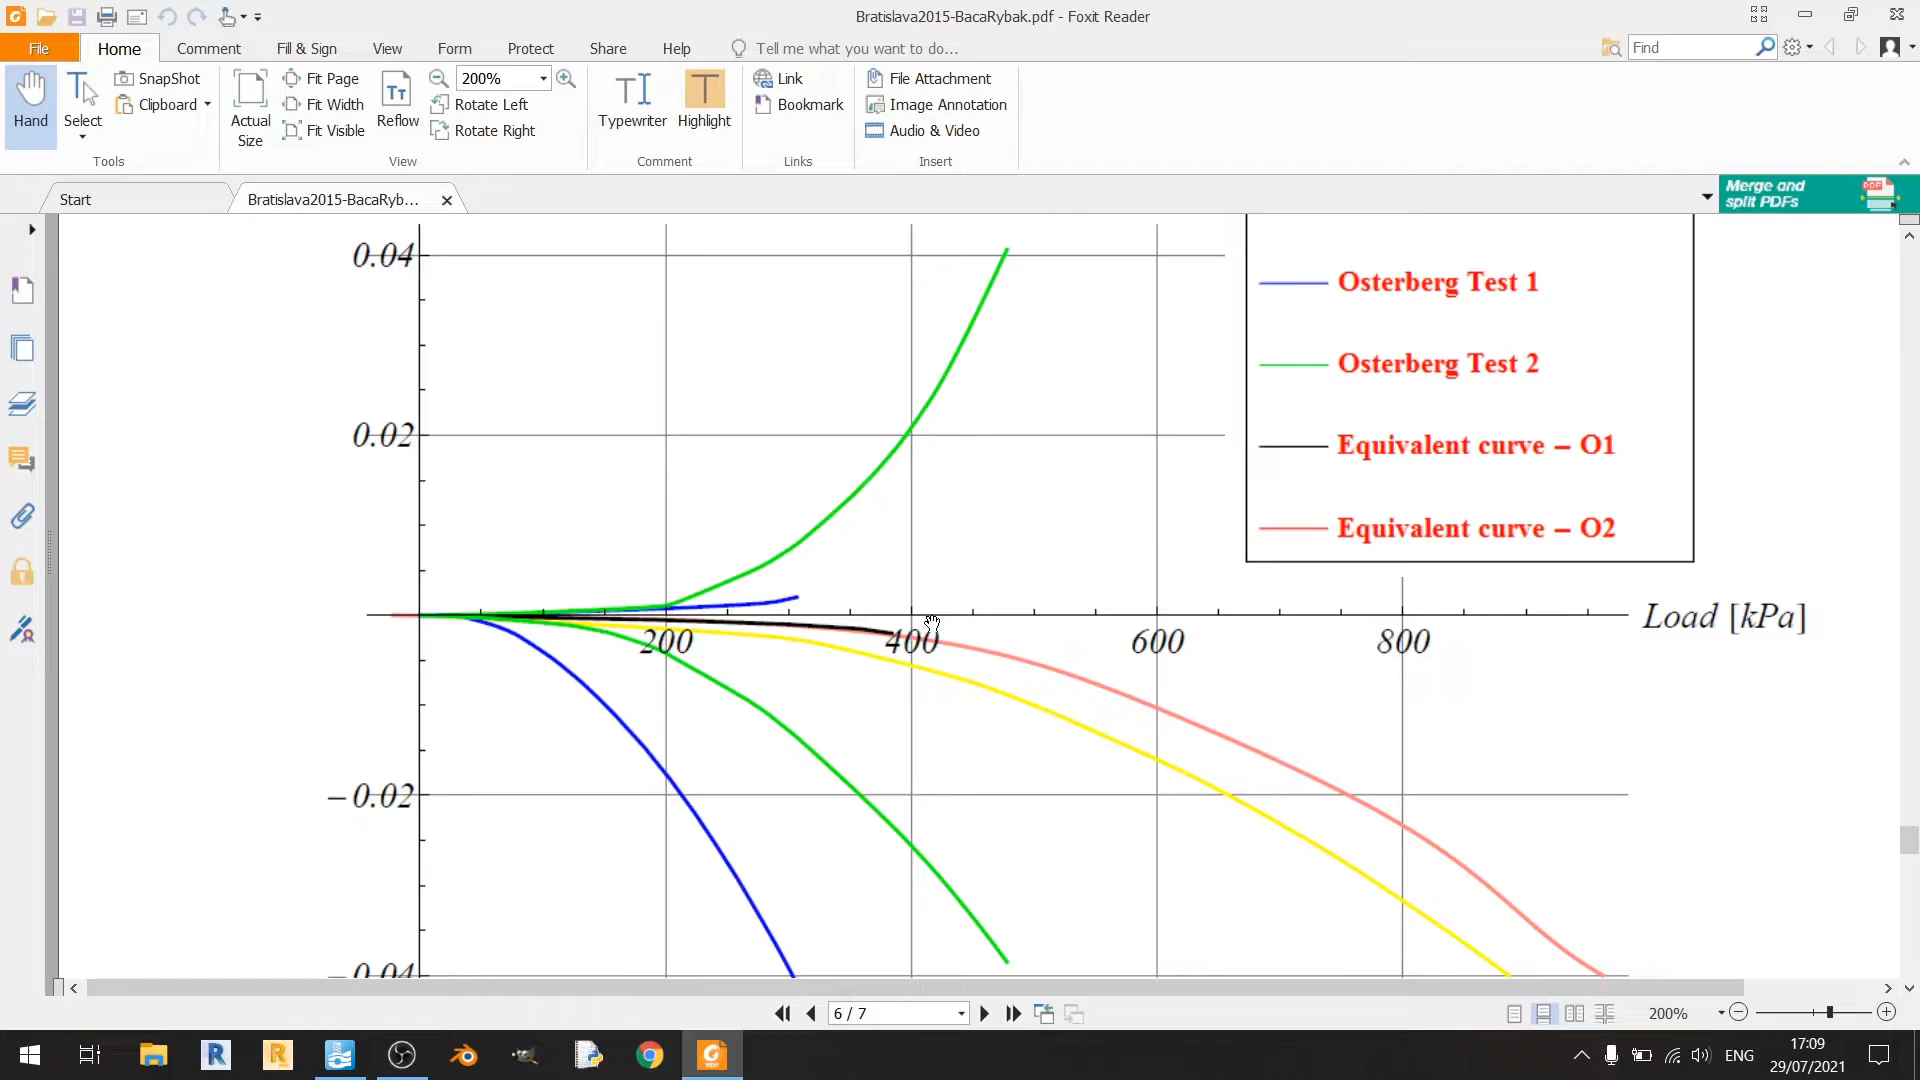 Bratislava2015-BacaRybak.pdf - Foxit Reader
File Home Comment Fill & Sign View Form Protect Share Help Tell me what you want to do... Find
Hand
Select
SnapShot
Clipboard
Tools
Actual
Size
Fit Page
Fit Width
Fit Visible
Reflow
200%
Rotate Left
Rotate Right
View
Typewriter
Highlight
Comment
Link
Bookmark
Links
File Attachment
Image Annotation
Audio & Video
Insert
Start
Bratislava2015-BacaRyb...
Merge and
split PDFs
PDF
0.04
0.02
-0.02
-0.04
200 400 600 800
Load [kPa]
Osterberg Test 1
Osterberg Test 2
Equivalent curve – O1
Equivalent curve – O2
6 / 7
200%
ENG
17:09
29/07/2021